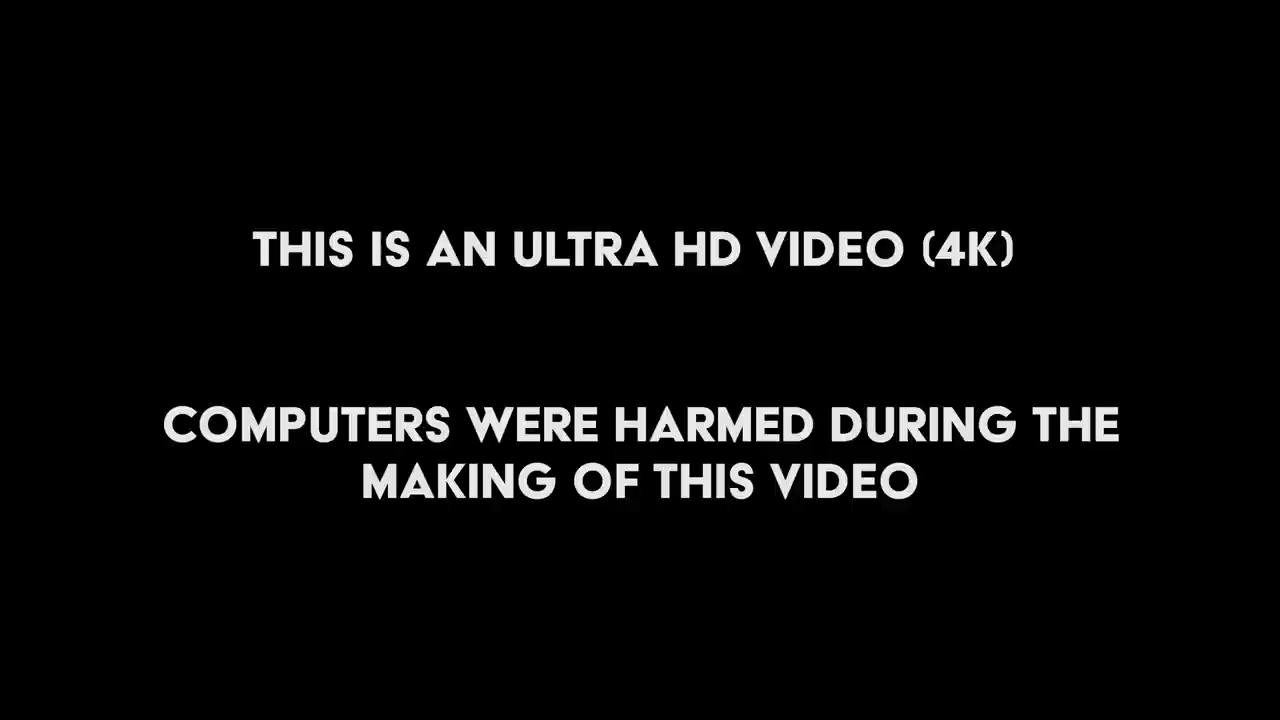 THIS IS AN ULTRA HD VIDEO (4K)
COMPUTERS WERE HARMED DURING THE
MAKING OF THIS VIDEO